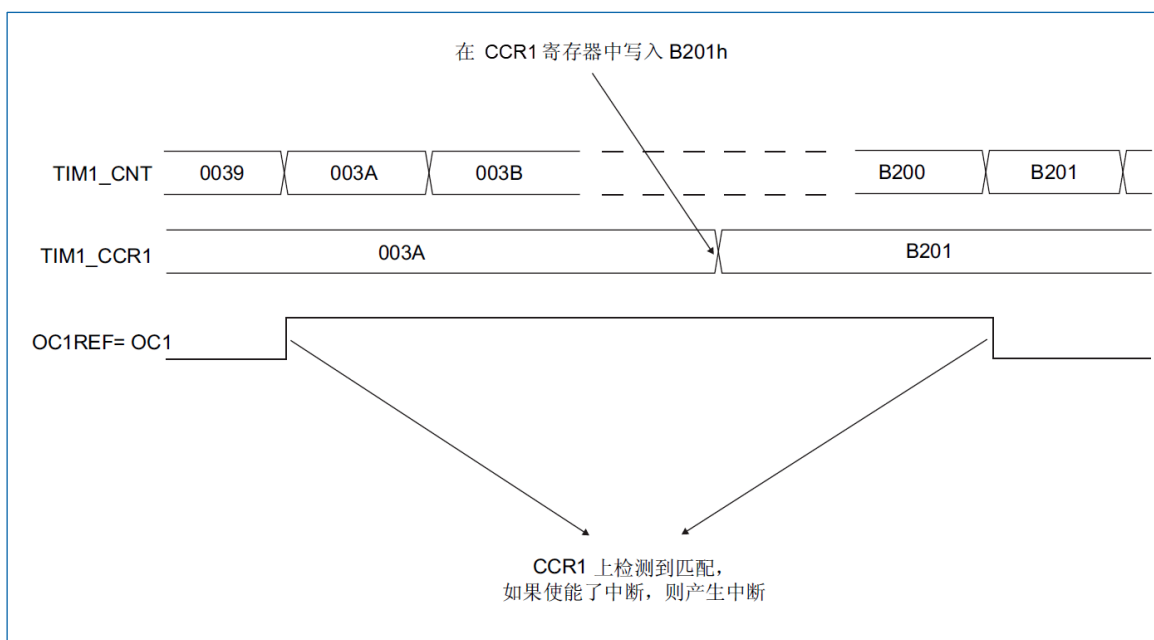 在 CCR1 寄存器中写入 B201h
TIM1_CNT 0039 003A 003B B200 B201
TIM1_CCR1 003A B201
OC1REF= OC1
CCR1 上检测到匹配，
如果使能了中断，则产生中断